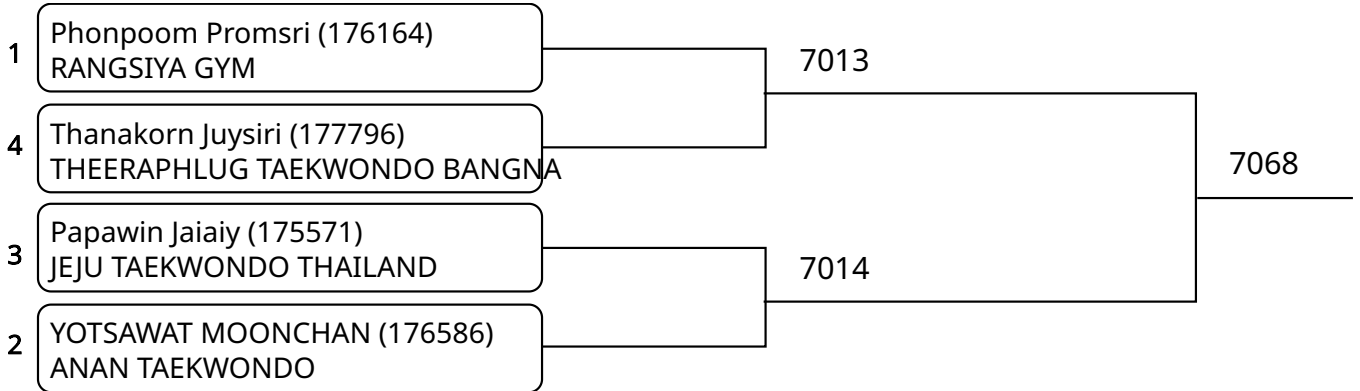 1
Phonpoom Promsri (176164)
RANGSIYA GYM
7013
4
Thanakorn Juysiri (177796)
THEERAPHLUG TAEKWONDO BANGNA
7068
3
Papawin Jaiaiy (175571)
JEJU TAEKWONDO THAILAND
7014
2
YOTSAWAT MOONCHAN (176586)
ANAN TAEKWONDO